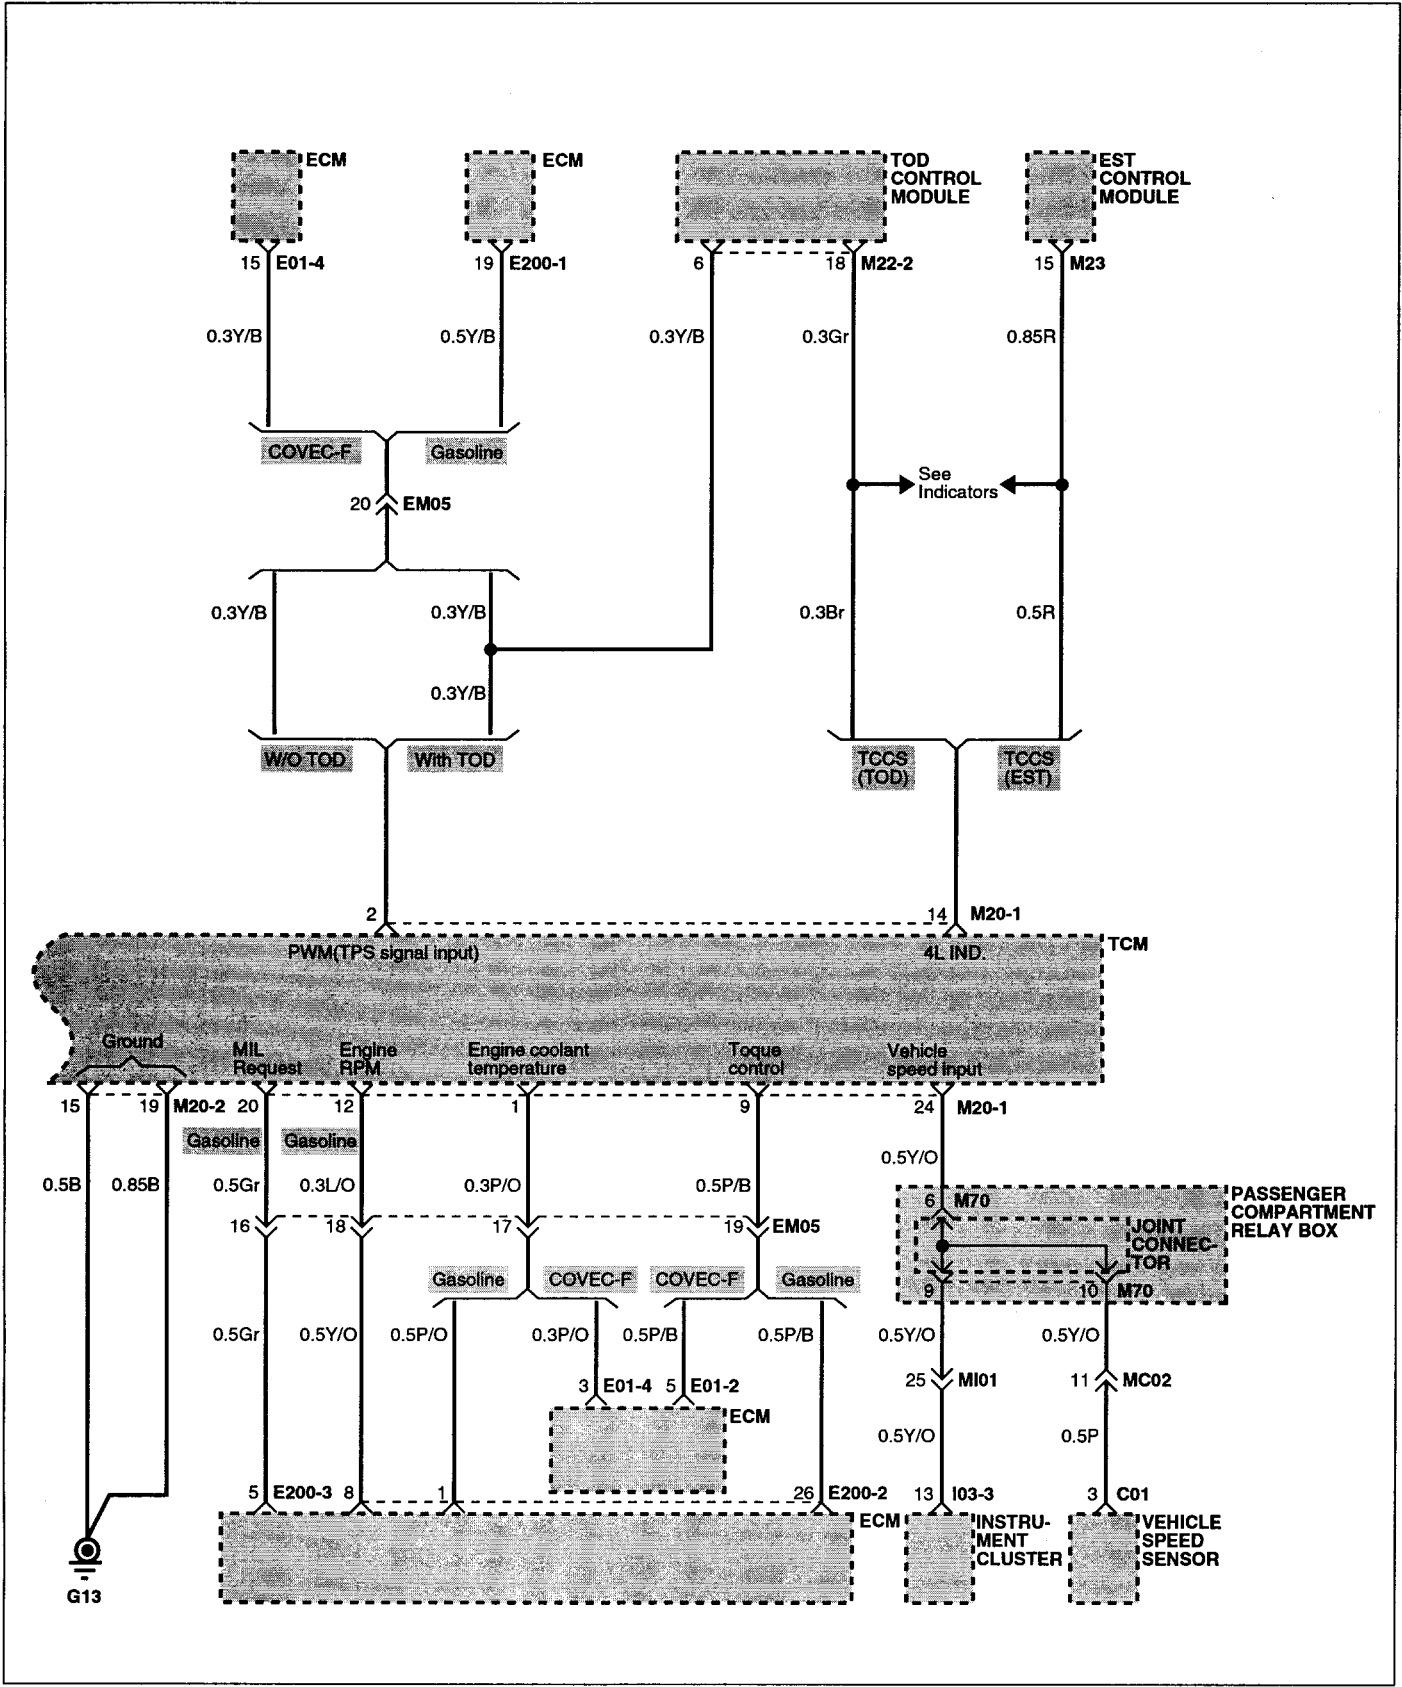 ECM
ECM
TOD
CONTROL
MODULE
EST
CONTROL
MODULE
15 E01-4
19 E200-1
6
18 M22-2
15 M23
0.3Y/B
0.5Y/B
0.3Y/B
0.3Gr
0.85R
COVEC-F
Gasoline
See
Indicators
20 EM05
0.3Y/B
0.3Y/B
0.3Br
0.5R
0.3Y/B
W/O TOD
With TOD
TCCS
(TOD)
TCCS
(EST)
2
14 M20-1
PWM(TPS signal input)
4L IND.
TCM
Ground
MIL
Request
Engine
RPM
Engine coolant
temperature
Toque
control
Vehicle
speed input
15
19 M20-2
20
12
1
9
24 M20-1
Gasoline
Gasoline
0.5Y/O
0.5B
0.85B
0.5Gr
0.3L/O
0.3P/O
0.5P/B
6 M70
PASSENGER
COMPARTMENT
RELAY BOX
16
18
17
19 EM05
JOINT
CONNEC-
TOR
Gasoline
COVEC-F
COVEC-F
Gasoline
9
10 M70
0.5Gr
0.5Y/O
0.5P/O
0.3P/O
0.5P/B
0.5P/B
0.5Y/O
0.5Y/O
3 E01-4
5 E01-2
25 MI01
11 MC02
ECM
0.5Y/O
0.5P
5 E200-3
8
1
26 E200-2
13 I03-3
3 C01
ECM
INSTRU-
MENT
CLUSTER
VEHICLE
SPEED
SENSOR
G13